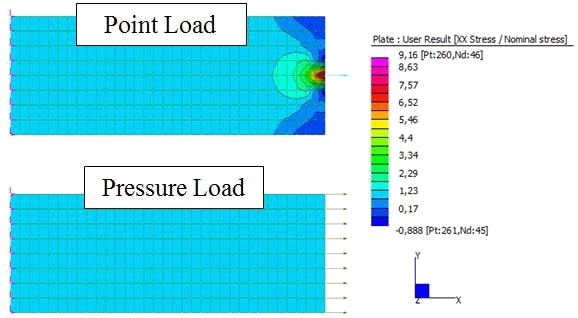 Point Load
Pressure Load
Plate : User Result [XX Stress / Nominal stress]
9,16 [Pt:260,Nd:46]
8,63
7,57
6,52
5,46
4,4
3,34
2,29
1,23
0,17
-0,888 [Pt:261,Nd:45]
Y
Z
X